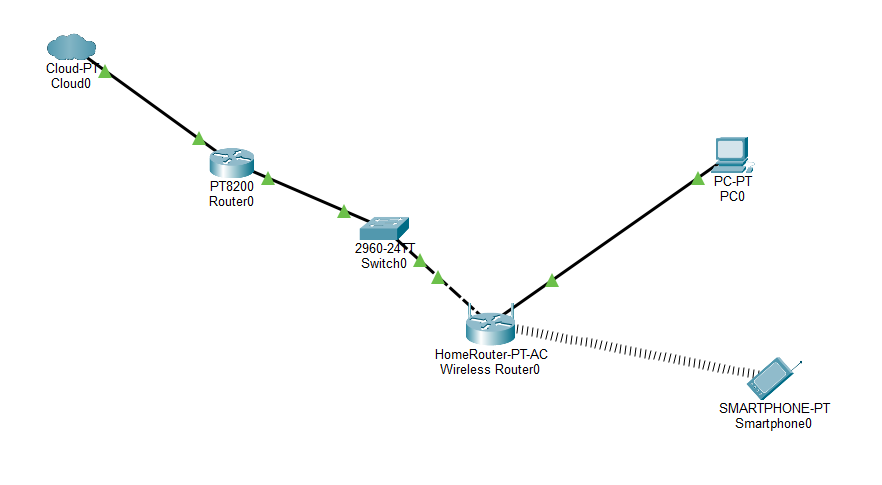 Cloud-PT
Cloud0
PT8200
Router0
2960-24TT
Switch0
PC-PT
PC0
HomeRouter-PT-AC
Wireless Router0
SMARTPHONE-PT
Smartphone0